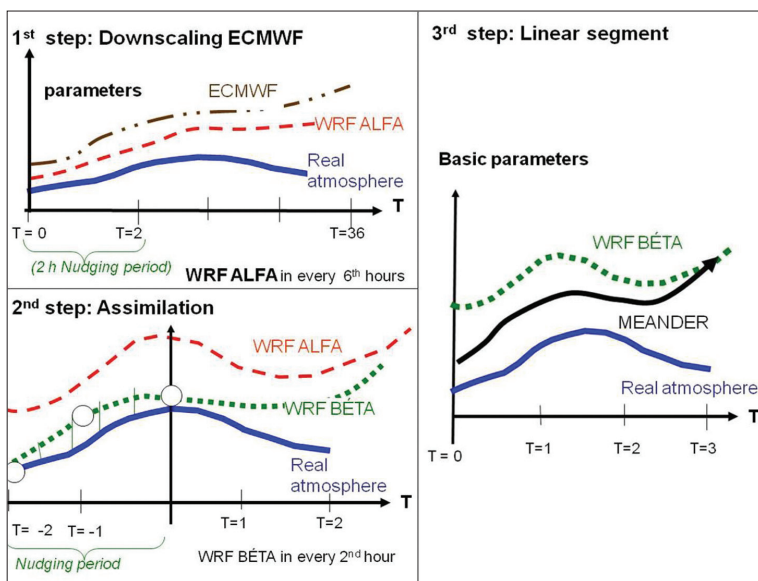 1st step: Downscaling ECMWF
parameters
ECMWF
WRF ALFA
Real
atmosphere
T
T = 0
T=2
T=36
(2 h Nudging period)
WRF ALFA in every 6th hours
2nd step: Assimilation
WRF ALFA
WRF BÉTA
Real
atmosphere
T
T= -2
T= -1
T=1
T=2
Nudging period
WRF BÉTA in every 2nd hour
3rd step: Linear segment
Basic parameters
WRF BÉTA
MEANDER
Real atmosphere
T
T = 0
T=1
T=2
T=3